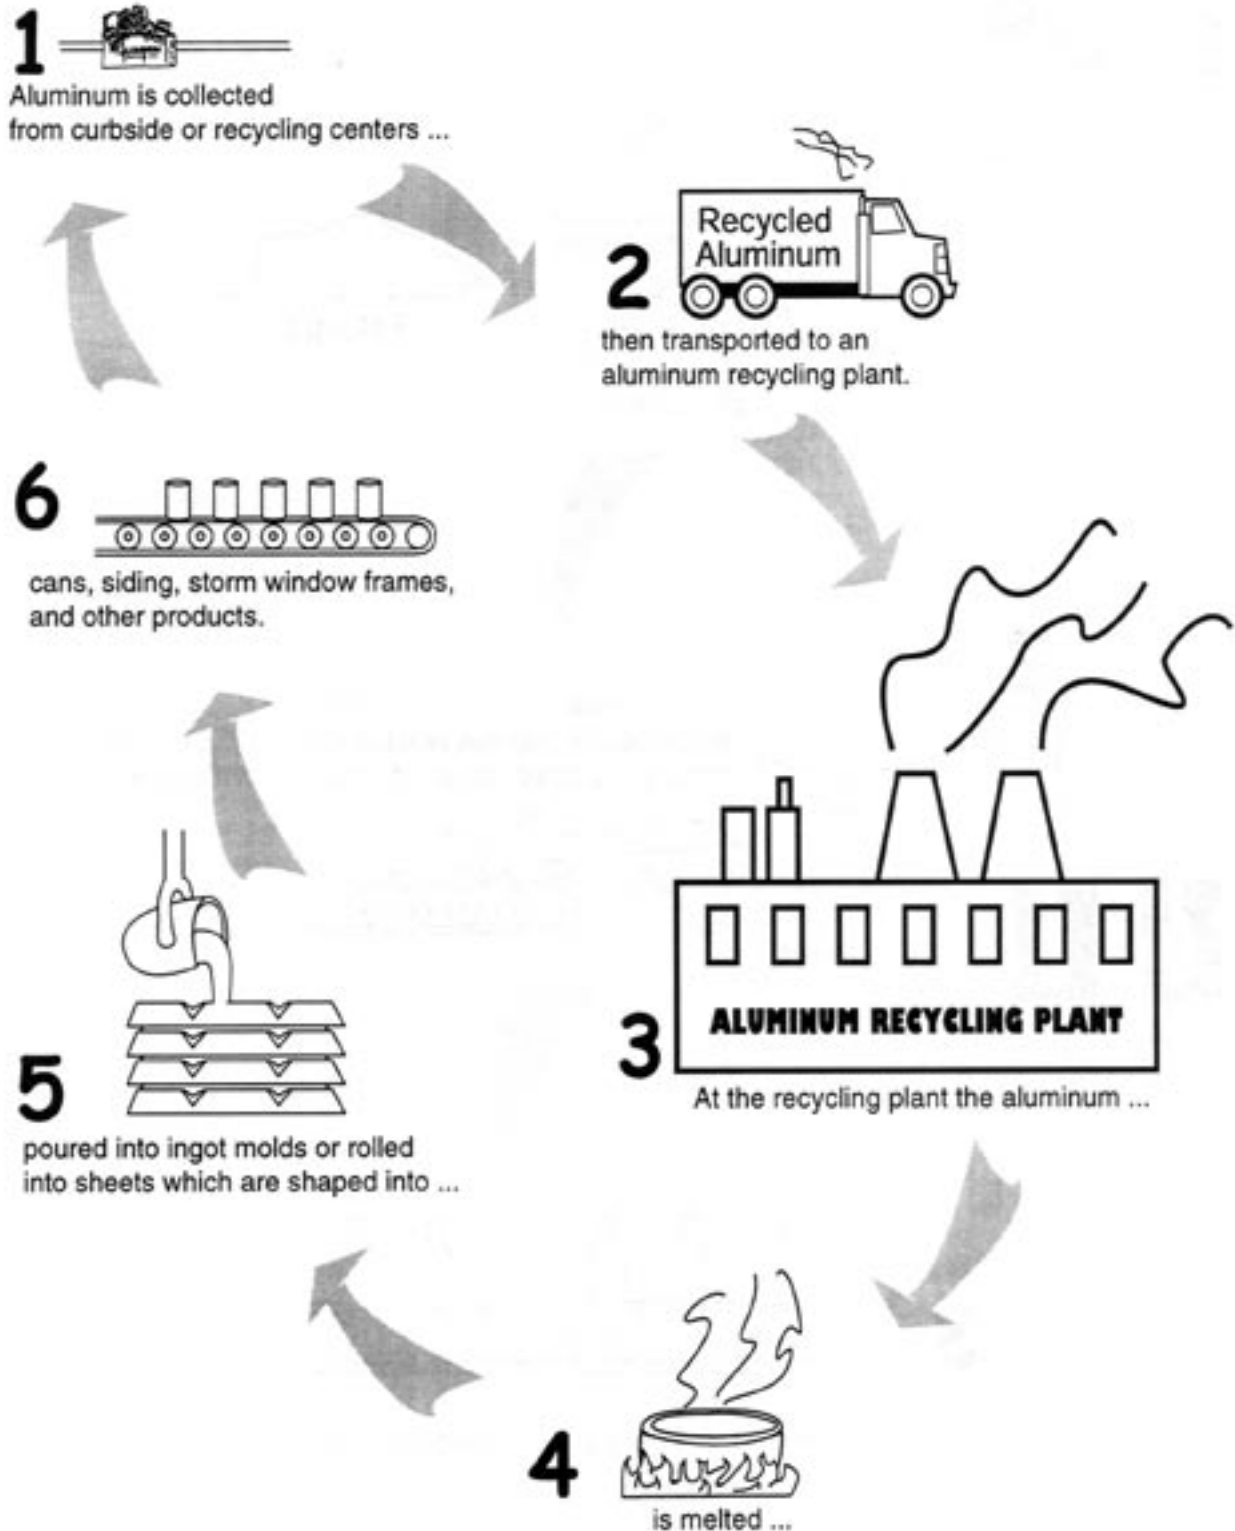 1
Aluminum is collected
from curbside or recycling centers ...
Recycled
Aluminum
2
then transported to an
aluminum recycling plant.
ALUMINUM RECYCLING PLANT
3
At the recycling plant the aluminum ...
4
is melted ...
5
poured into ingot molds or rolled
into sheets which are shaped into ...
6
cans, siding, storm window frames,
and other products.